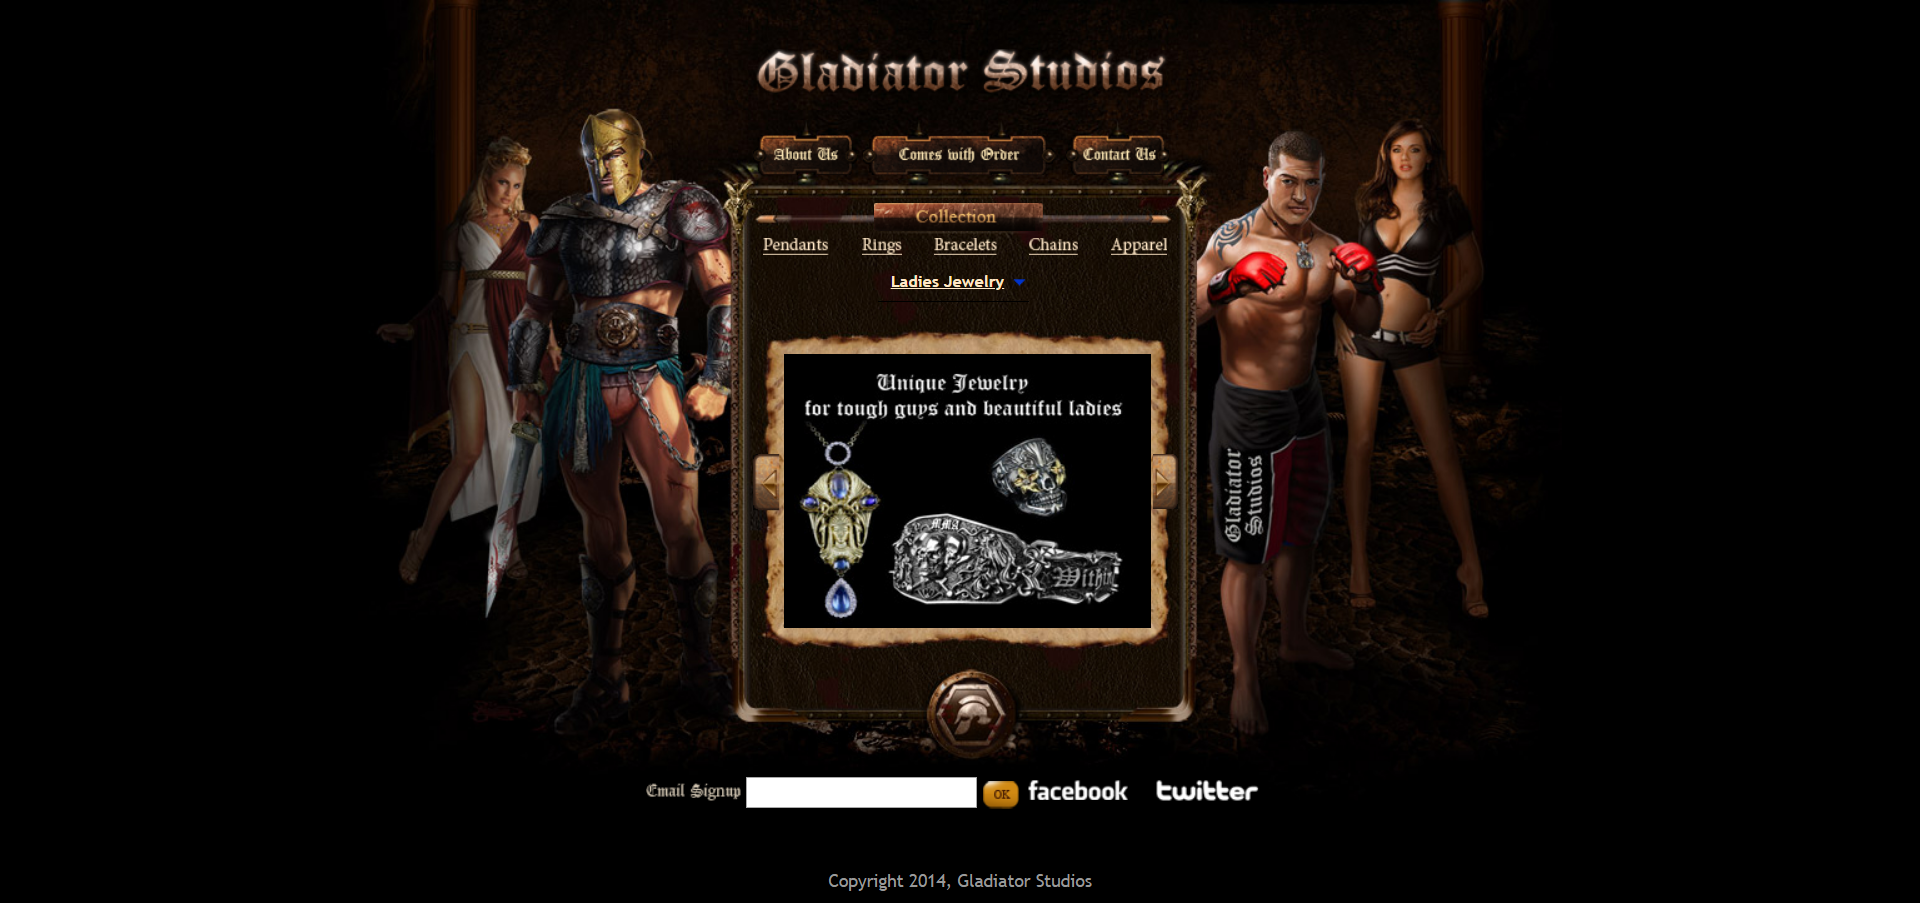 Gladiator Studios
About Us
Comes with Order
Contact Us
Collection
Pendants Rings Bracelets Chains Apparel
Ladies Jewelry
Unique Jewelry
for tough guys and beautiful ladies
MMA
Within
Gladiator
Studios
Email Signup
OK
facebook
twitter
Copyright 2014, Gladiator Studios